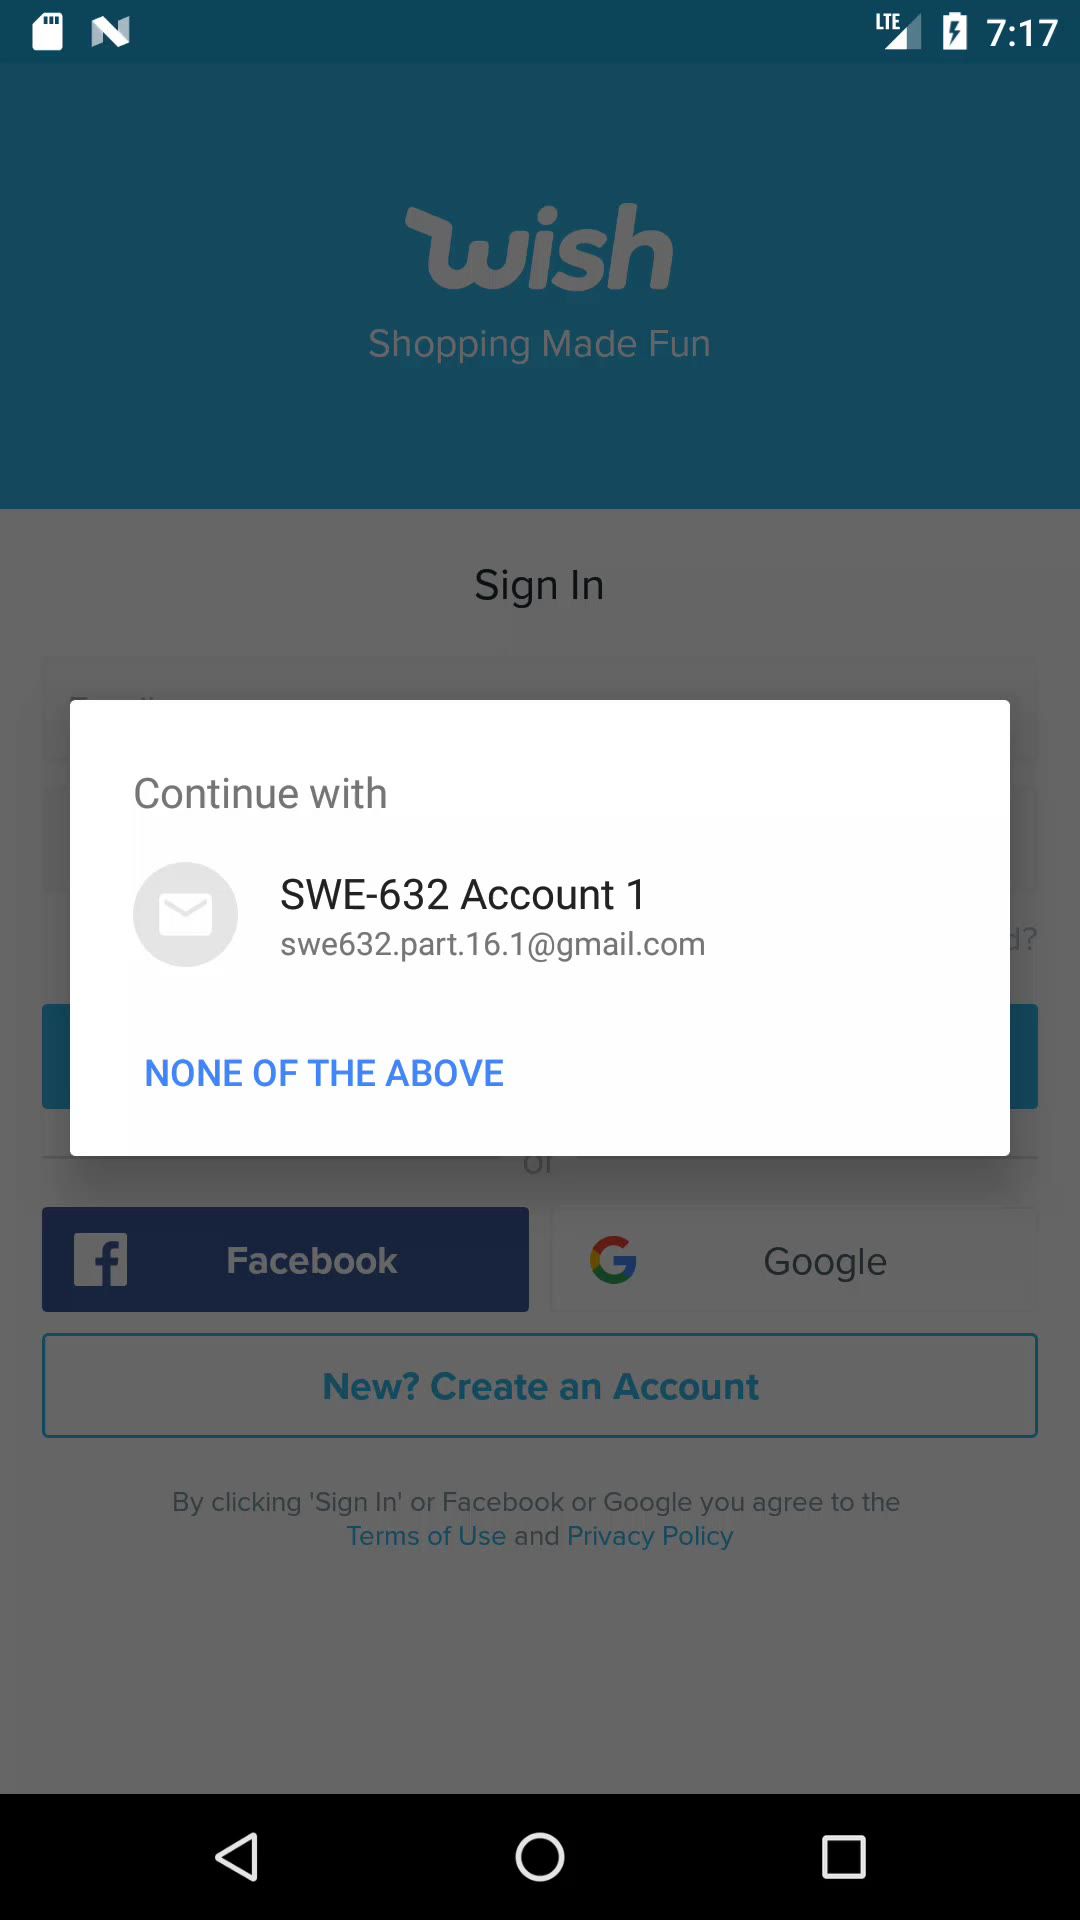 LTE 7:17
wish
Shopping Made Fun
Sign In
Continue with
SWE-632 Account 1
swe632.part.16.1@gmail.com
d?
NONE OF THE ABOVE
or
Facebook
Google
New? Create an Account
By clicking 'Sign In' or Facebook or Google you agree to the
Terms of Use and Privacy Policy